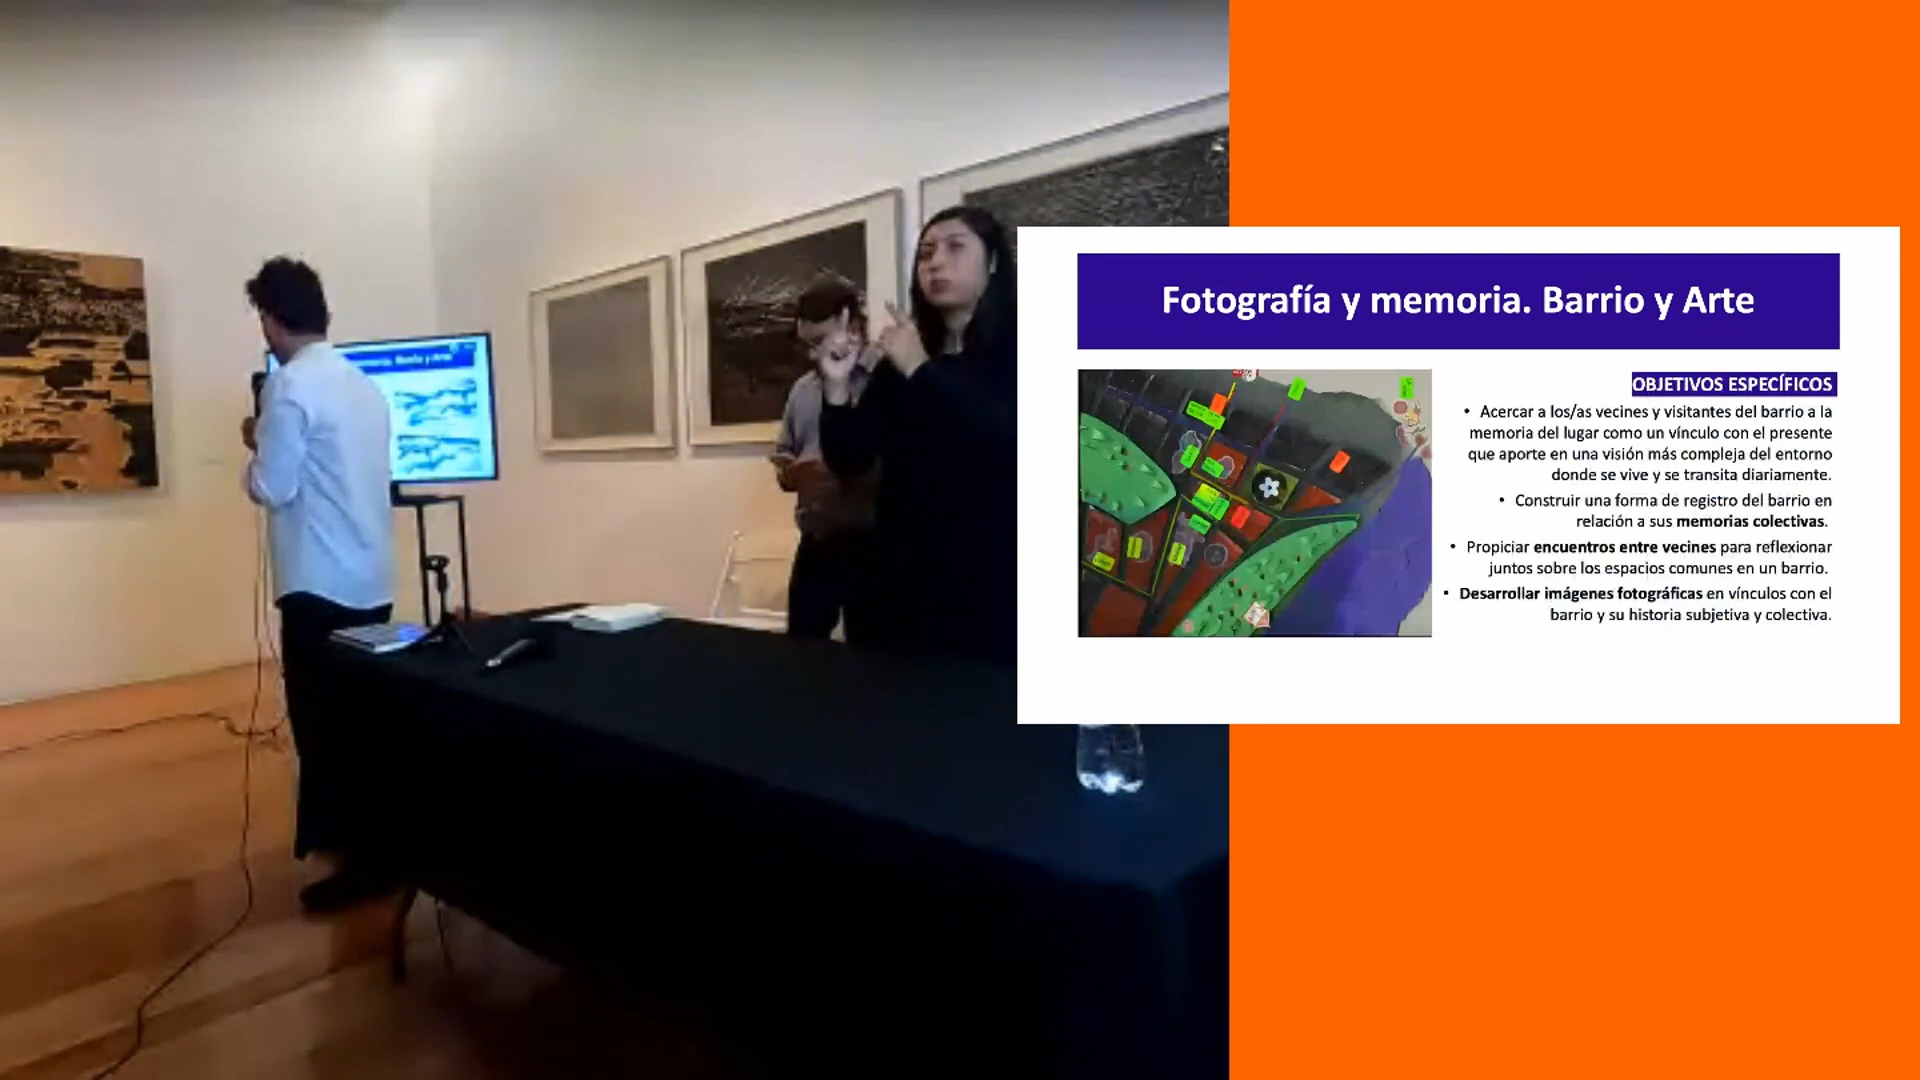 Fotografía y memoria. Barrio y Arte
OBJETIVOS ESPECÍFICOS
• Acercar a los/as vecines y visitantes del barrio a la
memoria del lugar como un vínculo con el presente
que aporte en una visión más compleja del entorno
donde se vive y se transita diariamente.
• Construir una forma de registro del barrio en
relación a sus memorias colectivas.
• Propiciar encuentros entre vecines para reflexionar
juntos sobre los espacios comunes en un barrio.
• Desarrollar imágenes fotográficas en vínculos con el
barrio y su historia subjetiva y colectiva.
Barrio y Arte